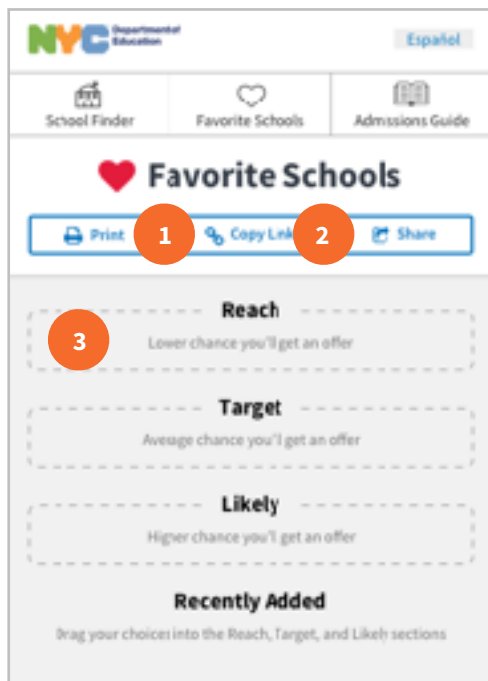 NYC Department of
Education
Español
School Finder Favorite Schools Admissions Guide
Favorite Schools
Print 1 Copy Link 2 Share
Reach
3
Lower chance you'll get an offer
Target
Average chance you'll get an offer
Likely
Higher chance you'll get an offer
Recently Added
Drag your choices into the Reach, Target, and Likely sections